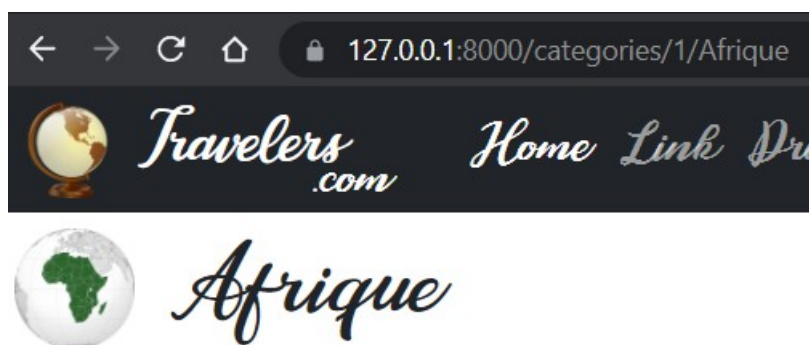 127.0.0.1:8000/categories/1/Afrique
Travelers
.com
Home Link
Afrique